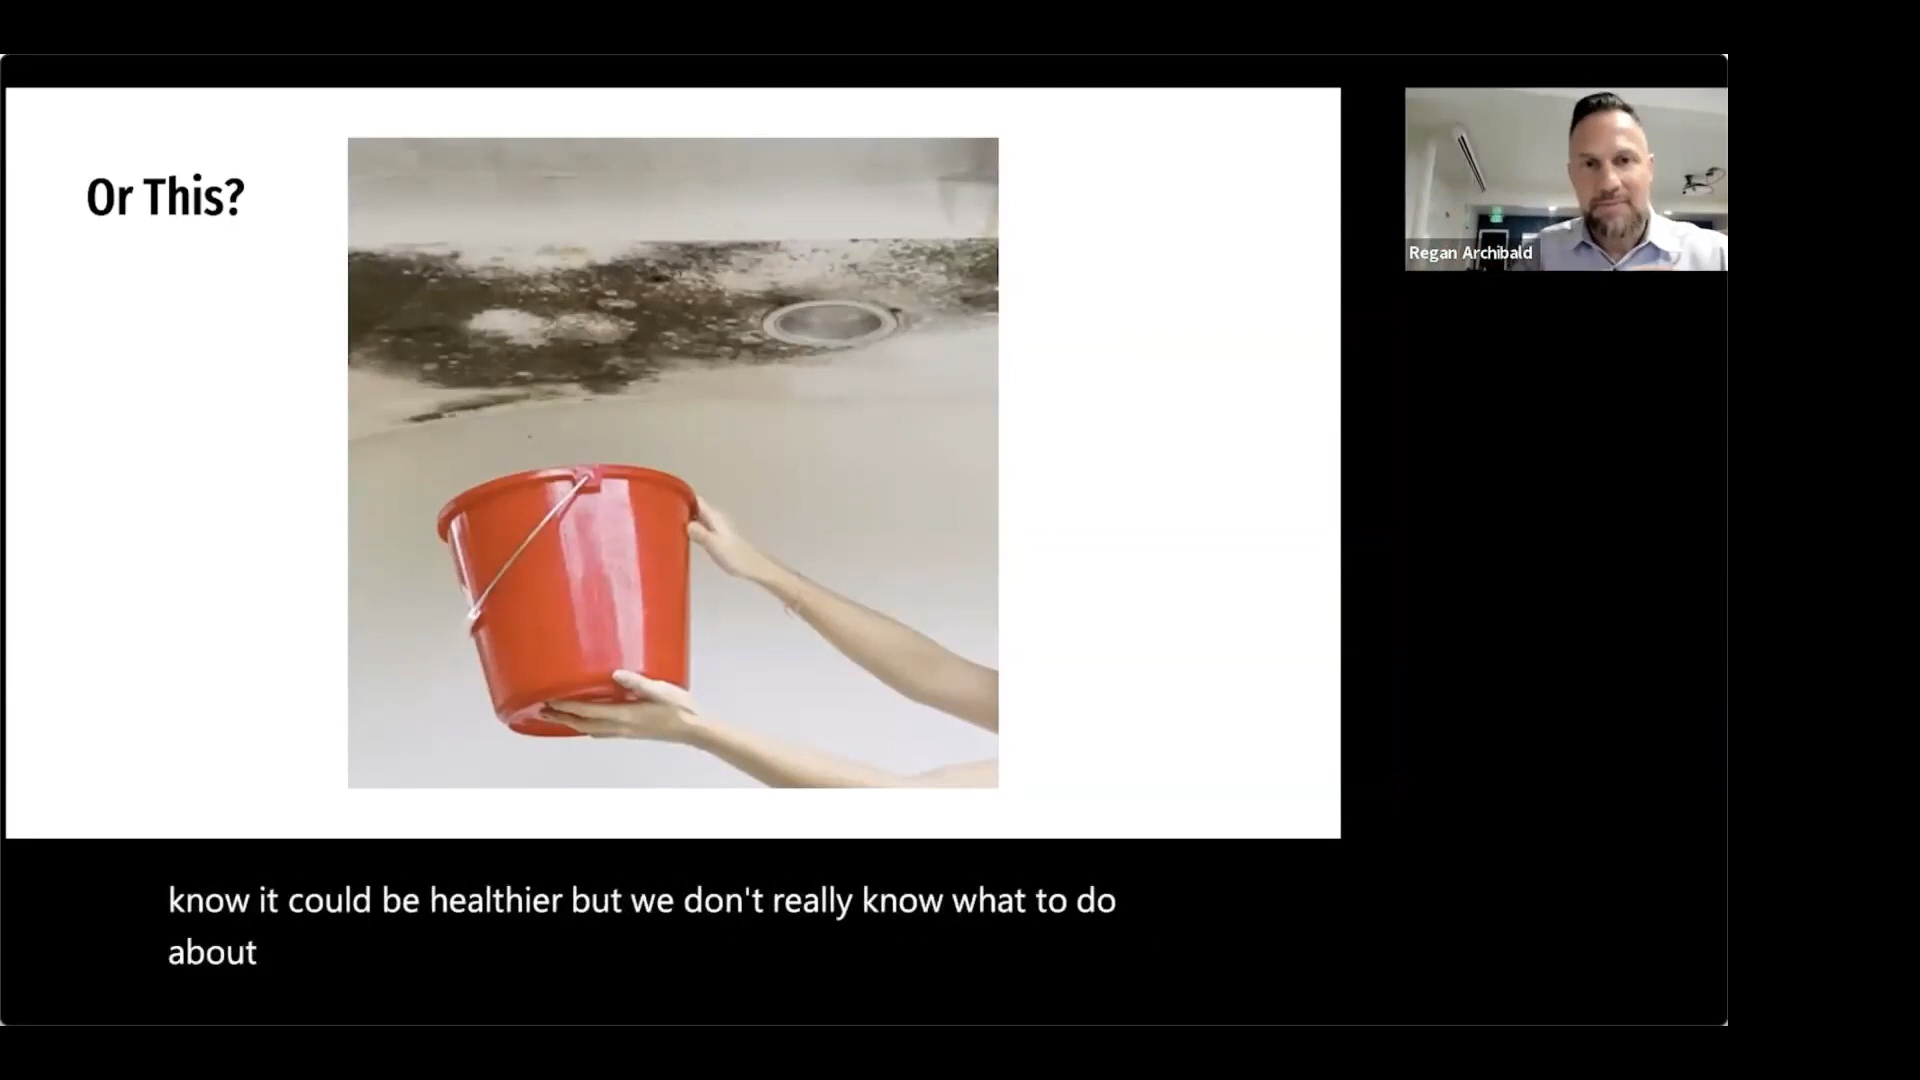 Or This?
Regan Archibald
know it could be healthier but we don't really know what to do
about